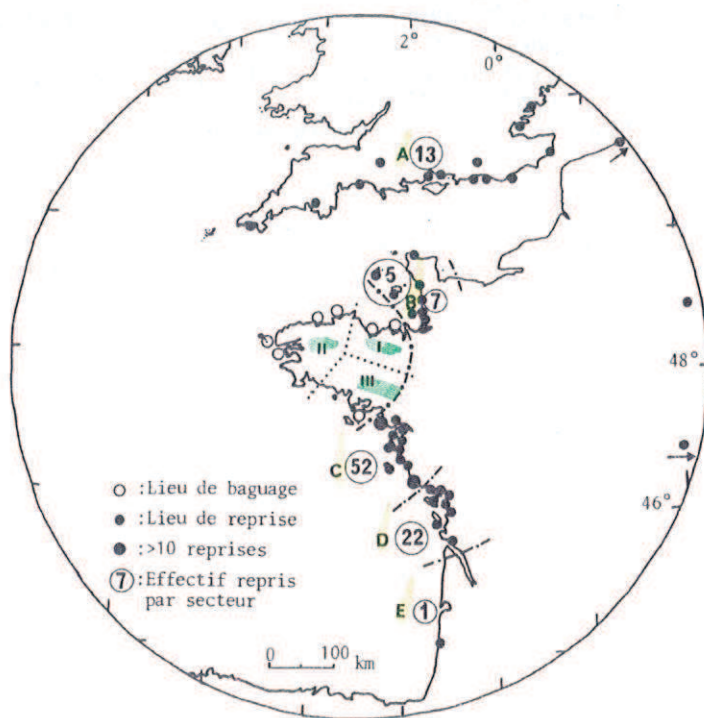 2°
0°
A 13
5
B 7
48°
II I
III
C 52
46°
D 22
E 1
○ :Lieu de baguage
● :Lieu de reprise
● :>10 reprises
7 :Effectif repris
par secteur
0 100
km